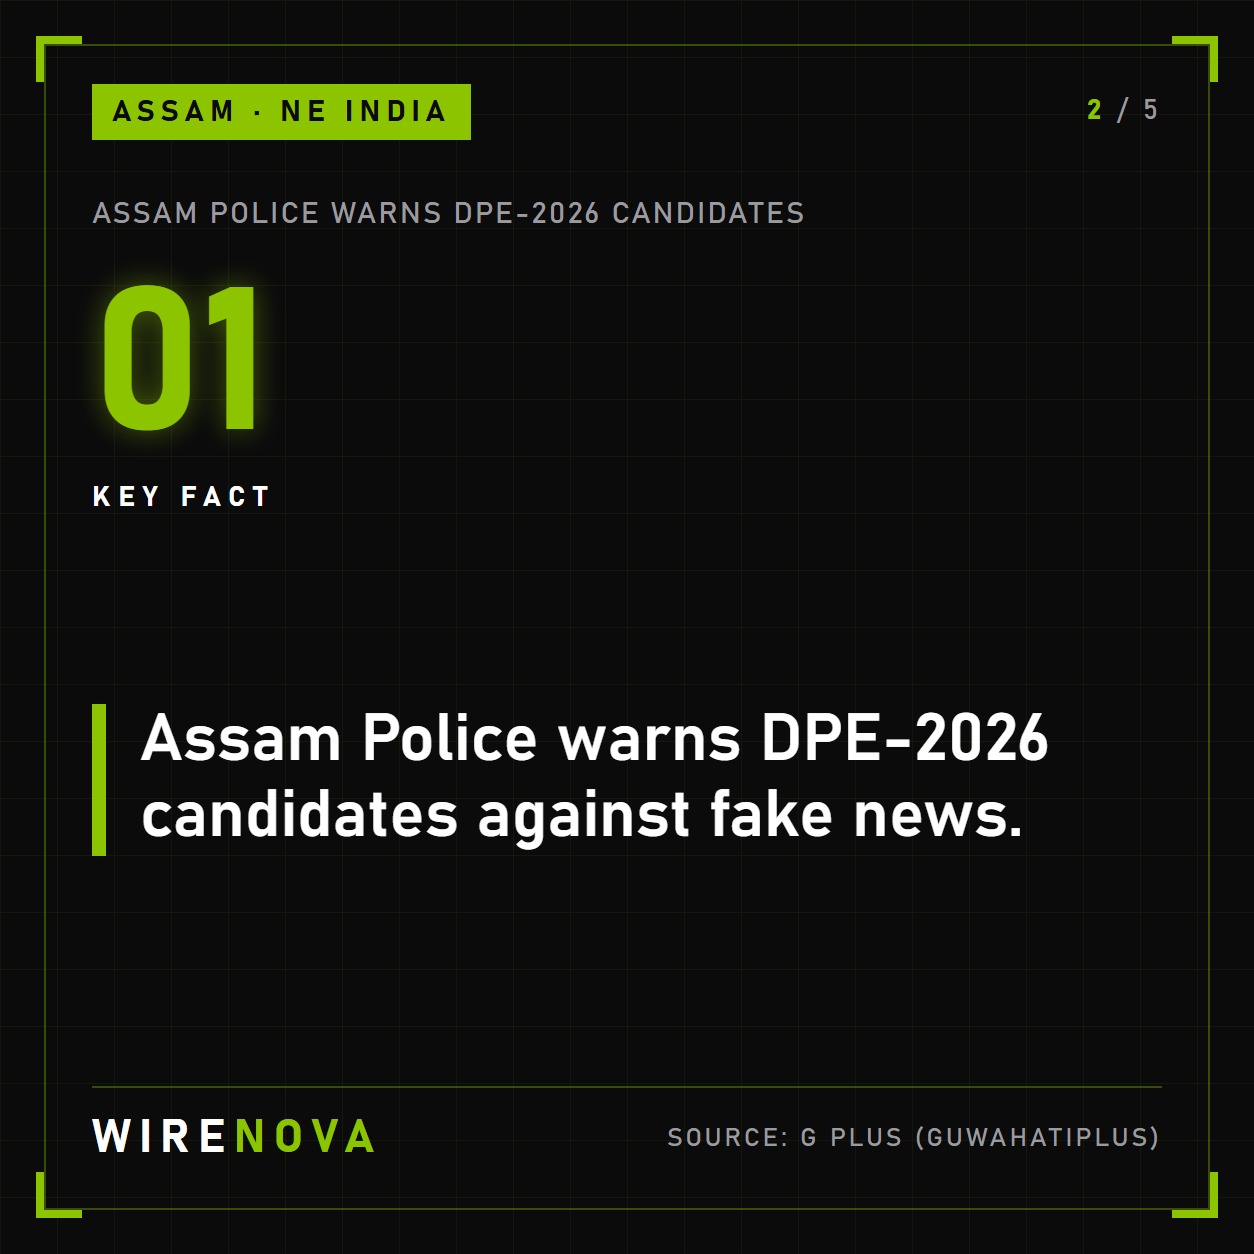 ASSAM · NE INDIA
2 / 5
ASSAM POLICE WARNS DPE-2026 CANDIDATES
01
KEY FACT
Assam Police warns DPE-2026
candidates against fake news.
WIRENOVA
SOURCE: G PLUS (GUWAHATIPLUS)